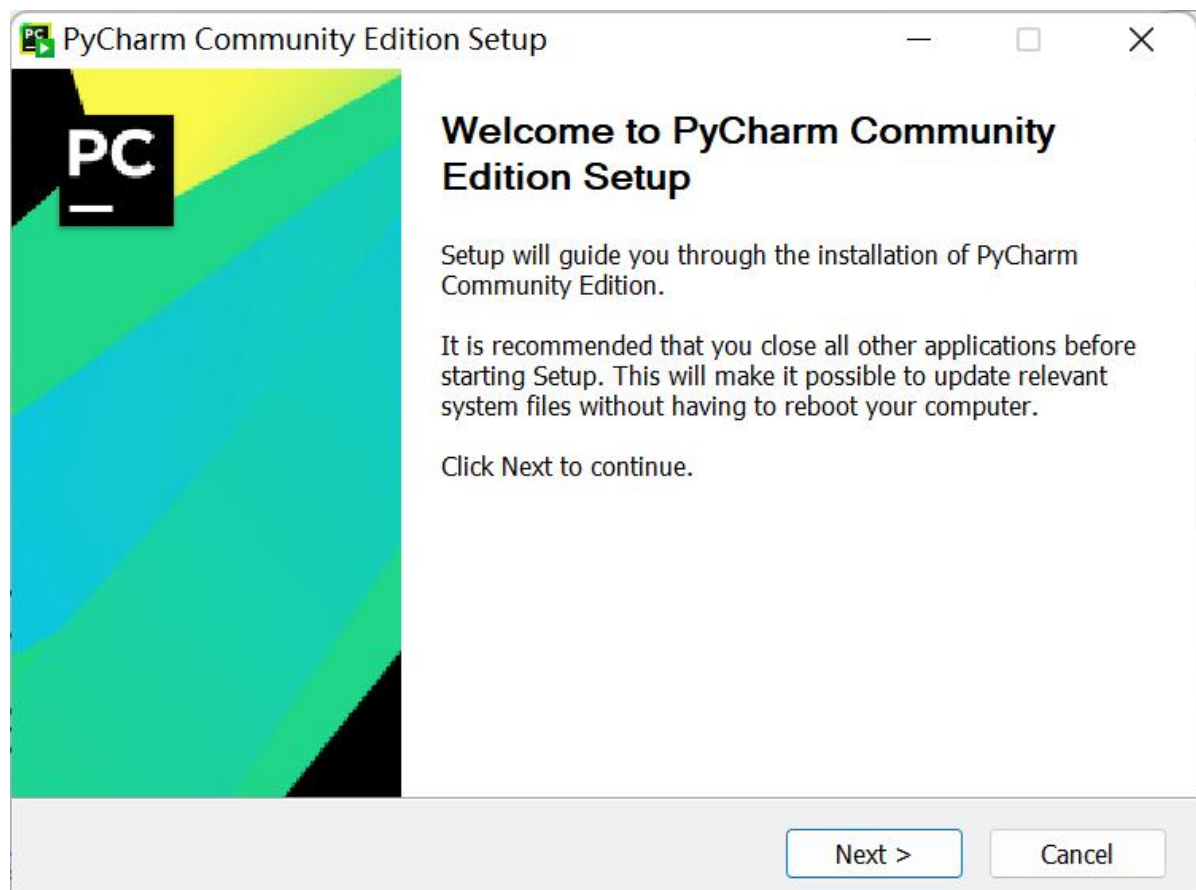 PyCharm Community Edition Setup
PC
Welcome to PyCharm Community
Edition Setup
Setup will guide you through the installation of PyCharm
Community Edition.
It is recommended that you close all other applications before
starting Setup. This will make it possible to update relevant
system files without having to reboot your computer.
Click Next to continue.
Next >
Cancel